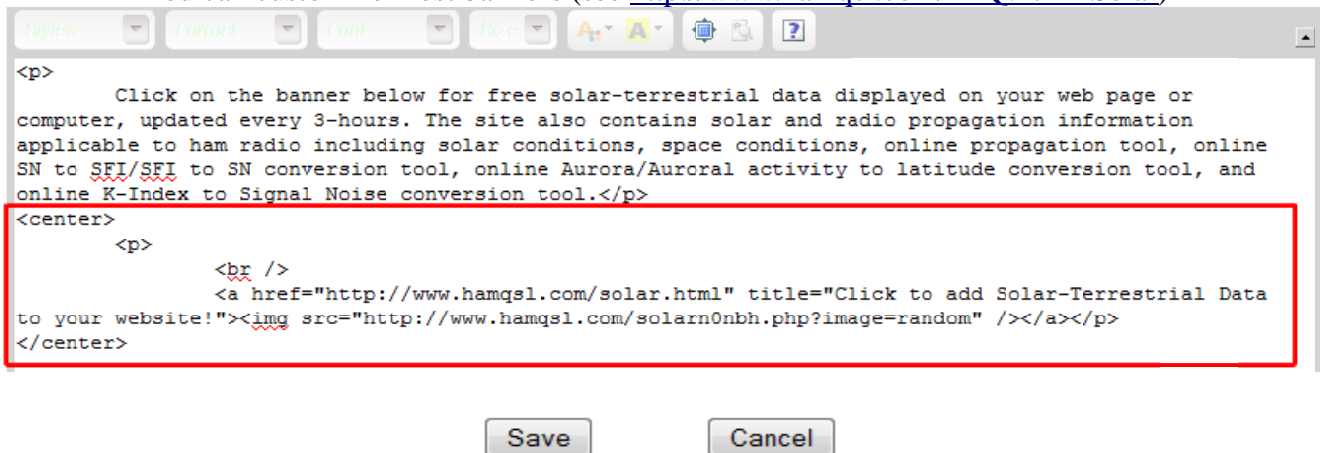 Styles Format Font Size
<p>
Click on the banner below for free solar-terrestrial data displayed on your web page or
computer, updated every 3-hours. The site also contains solar and radio propagation information
applicable to ham radio including solar conditions, space conditions, online propagation tool, online
SN to SFI/SFI to SN conversion tool, online Aurora/Auroral activity to latitude conversion tool, and
online K-Index to Signal Noise conversion tool.</p>
<center>
<p>
<br />
<a href="http://www.hamqsl.com/solar.html" title="Click to add Solar-Terrestrial Data
to your website!"><img src="http://www.hamqsl.com/solarn0nbh.php?image=random" /></a></p>
</center>
Save Cancel